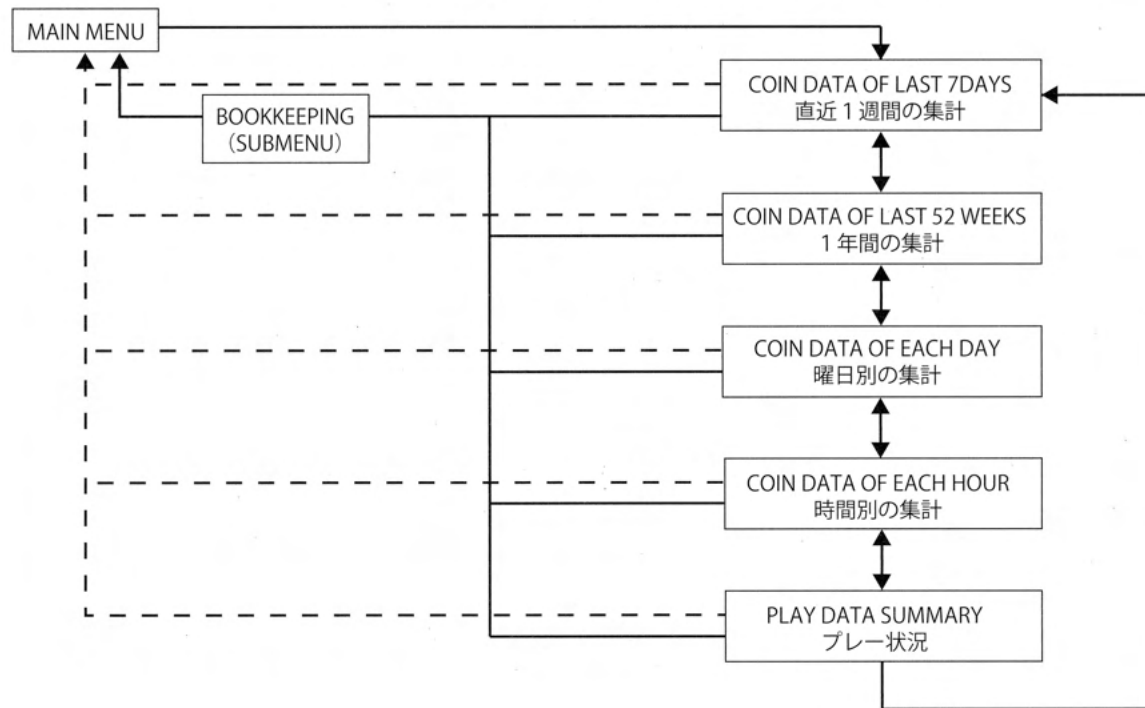 MAIN MENU
BOOKKEEPING
（SUBMENU）
COIN DATA OF LAST 7DAYS
直近１週間の集計
COIN DATA OF LAST 52 WEEKS
１年間の集計
COIN DATA OF EACH DAY
曜日別の集計
COIN DATA OF EACH HOUR
時間別の集計
PLAY DATA SUMMARY
プレー状況